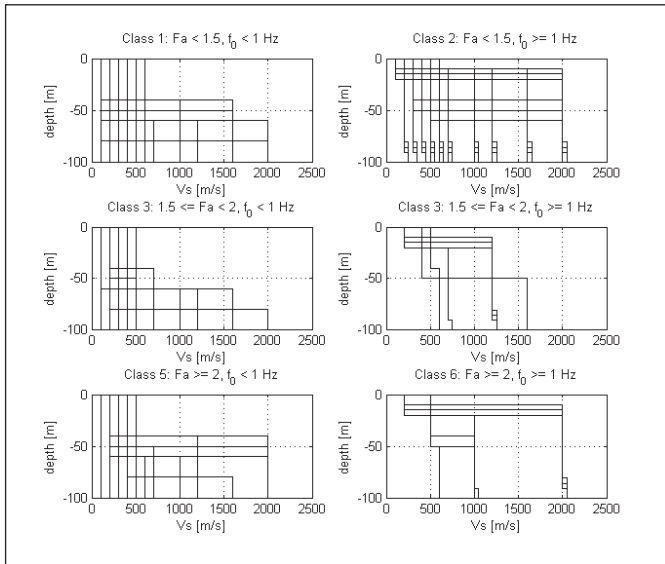 Class 1: Fa < 1.5, f0 < 1 Hz
0
-50
-100
depth [m]
0 500 1000 1500 2000 2500
Vs [m/s]
Class 2: Fa < 1.5, f0 >= 1 Hz
0
-50
-100
depth [m]
0 500 1000 1500 2000 2500
Vs [m/s]
Class 3: 1.5 <= Fa < 2, f0 < 1 Hz
0
-50
-100
depth [m]
0 500 1000 1500 2000 2500
Vs [m/s]
Class 3: 1.5 <= Fa < 2, f0 >= 1 Hz
0
-50
-100
depth [m]
0 500 1000 1500 2000 2500
Vs [m/s]
Class 5: Fa >= 2, f0 < 1 Hz
0
-50
-100
depth [m]
0 500 1000 1500 2000 2500
Vs [m/s]
Class 6: Fa >= 2, f0 >= 1 Hz
0
-50
-100
depth [m]
0 500 1000 1500 2000 2500
Vs [m/s]